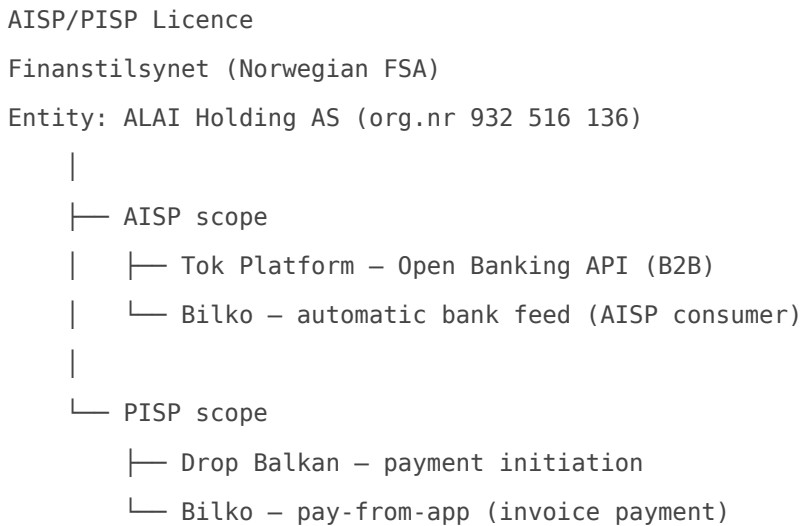 AISP/PISP Licence
Finanstilsynet (Norwegian FSA)
Entity: ALAI Holding AS (org.nr 932 516 136)
│
├── AISP scope
│   ├── Tok Platform — Open Banking API (B2B)
│   └── Bilko — automatic bank feed (AISP consumer)
│
└── PISP scope
├── Drop Balkan — payment initiation
└── Bilko — pay-from-app (invoice payment)